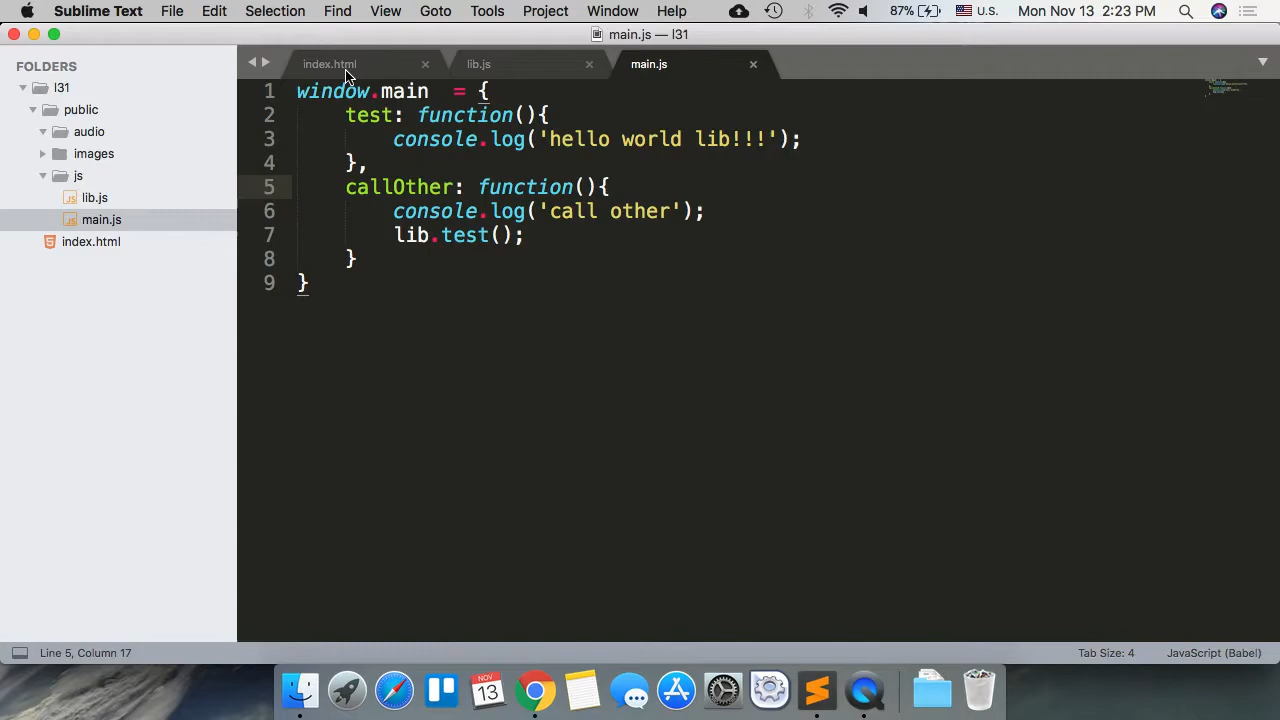 Sublime Text File Edit Selection Find View Goto Tools Project Window Help 87% U.S. Mon Nov 13 2:23 PM
main.js — l31
FOLDERS
l31
public
audio
images
js
lib.js
main.js
index.html
index.html lib.js main.js
1 window.main  = {
2 test: function(){
3 console.log('hello world lib!!!');
4 },
5 callOther: function(){
6 console.log('call other');
7 lib.test();
8 }
9 }
Line 5, Column 17 Tab Size: 4 JavaScript (Babel)
NOV
13